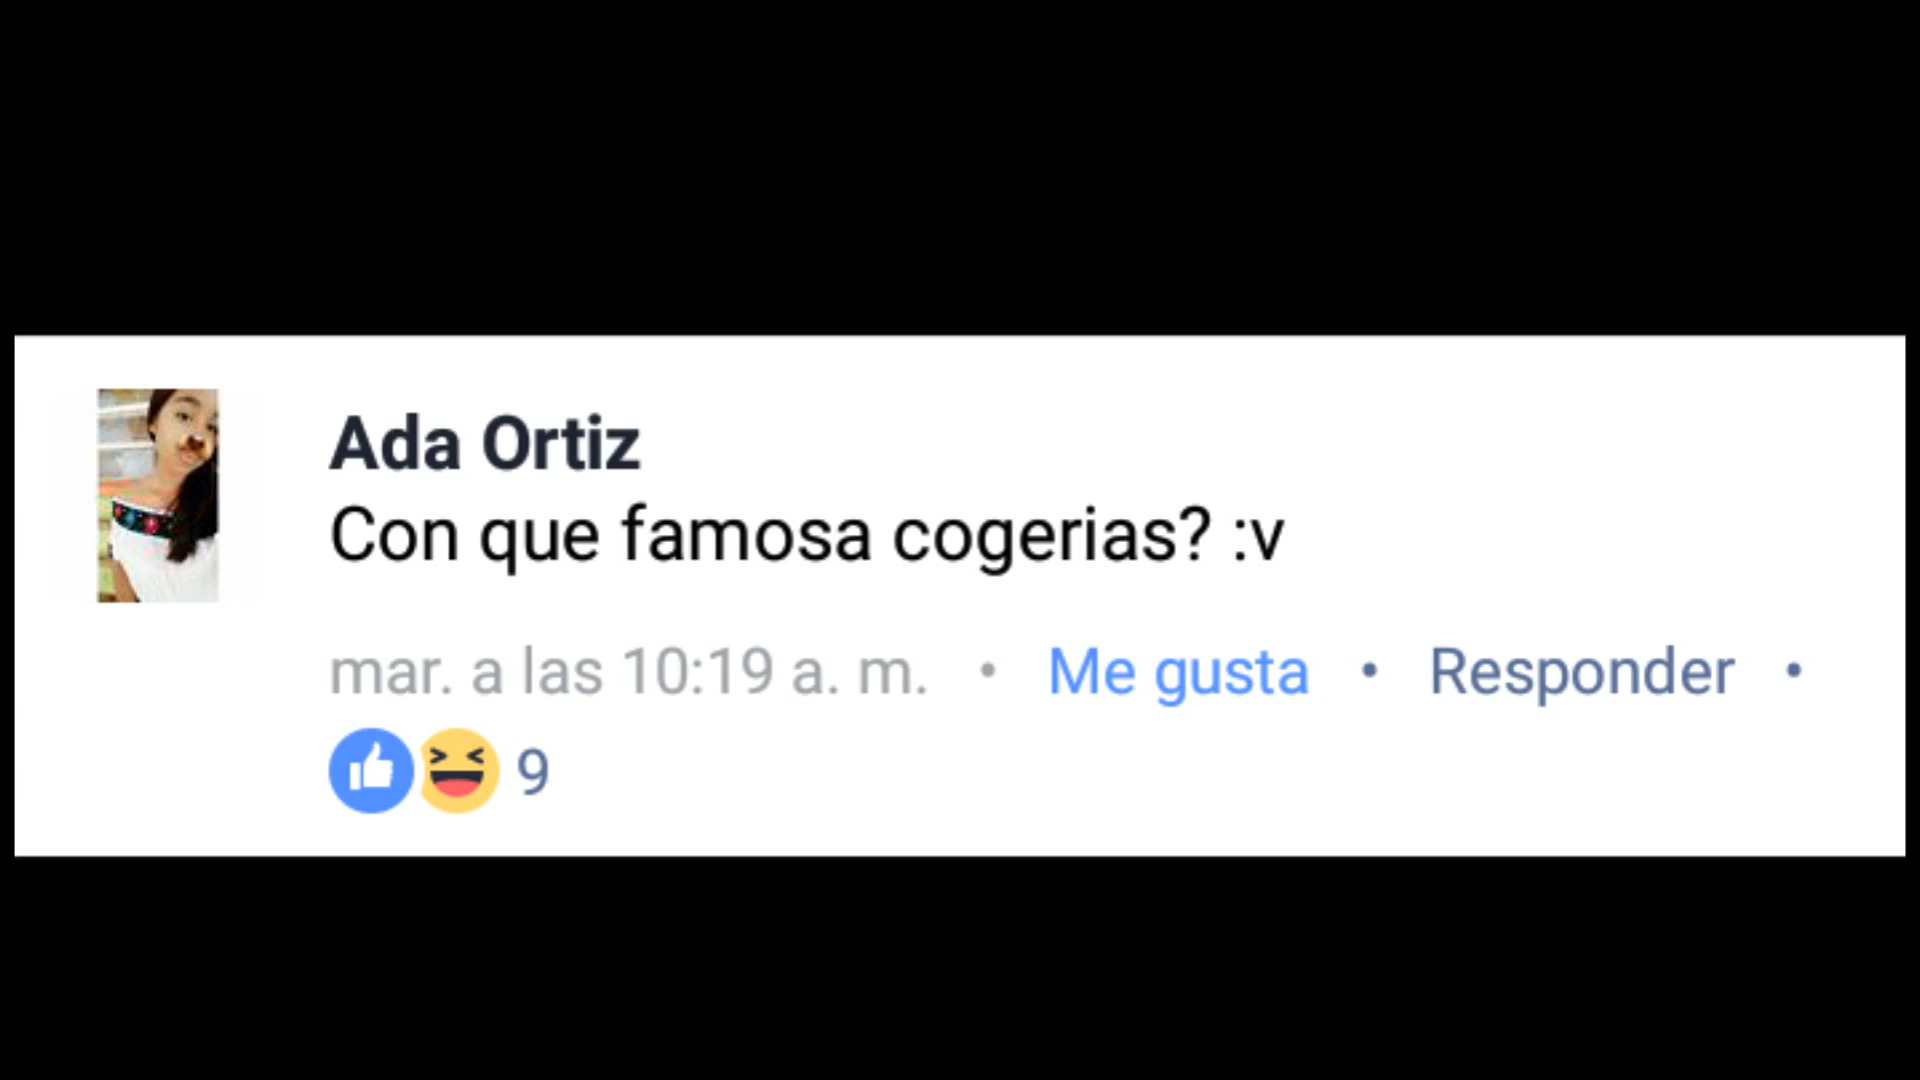 Ada Ortiz
Con que famosa cogerias? :v
mar. a las 10:19 a. m. • Me gusta • Responder •
9